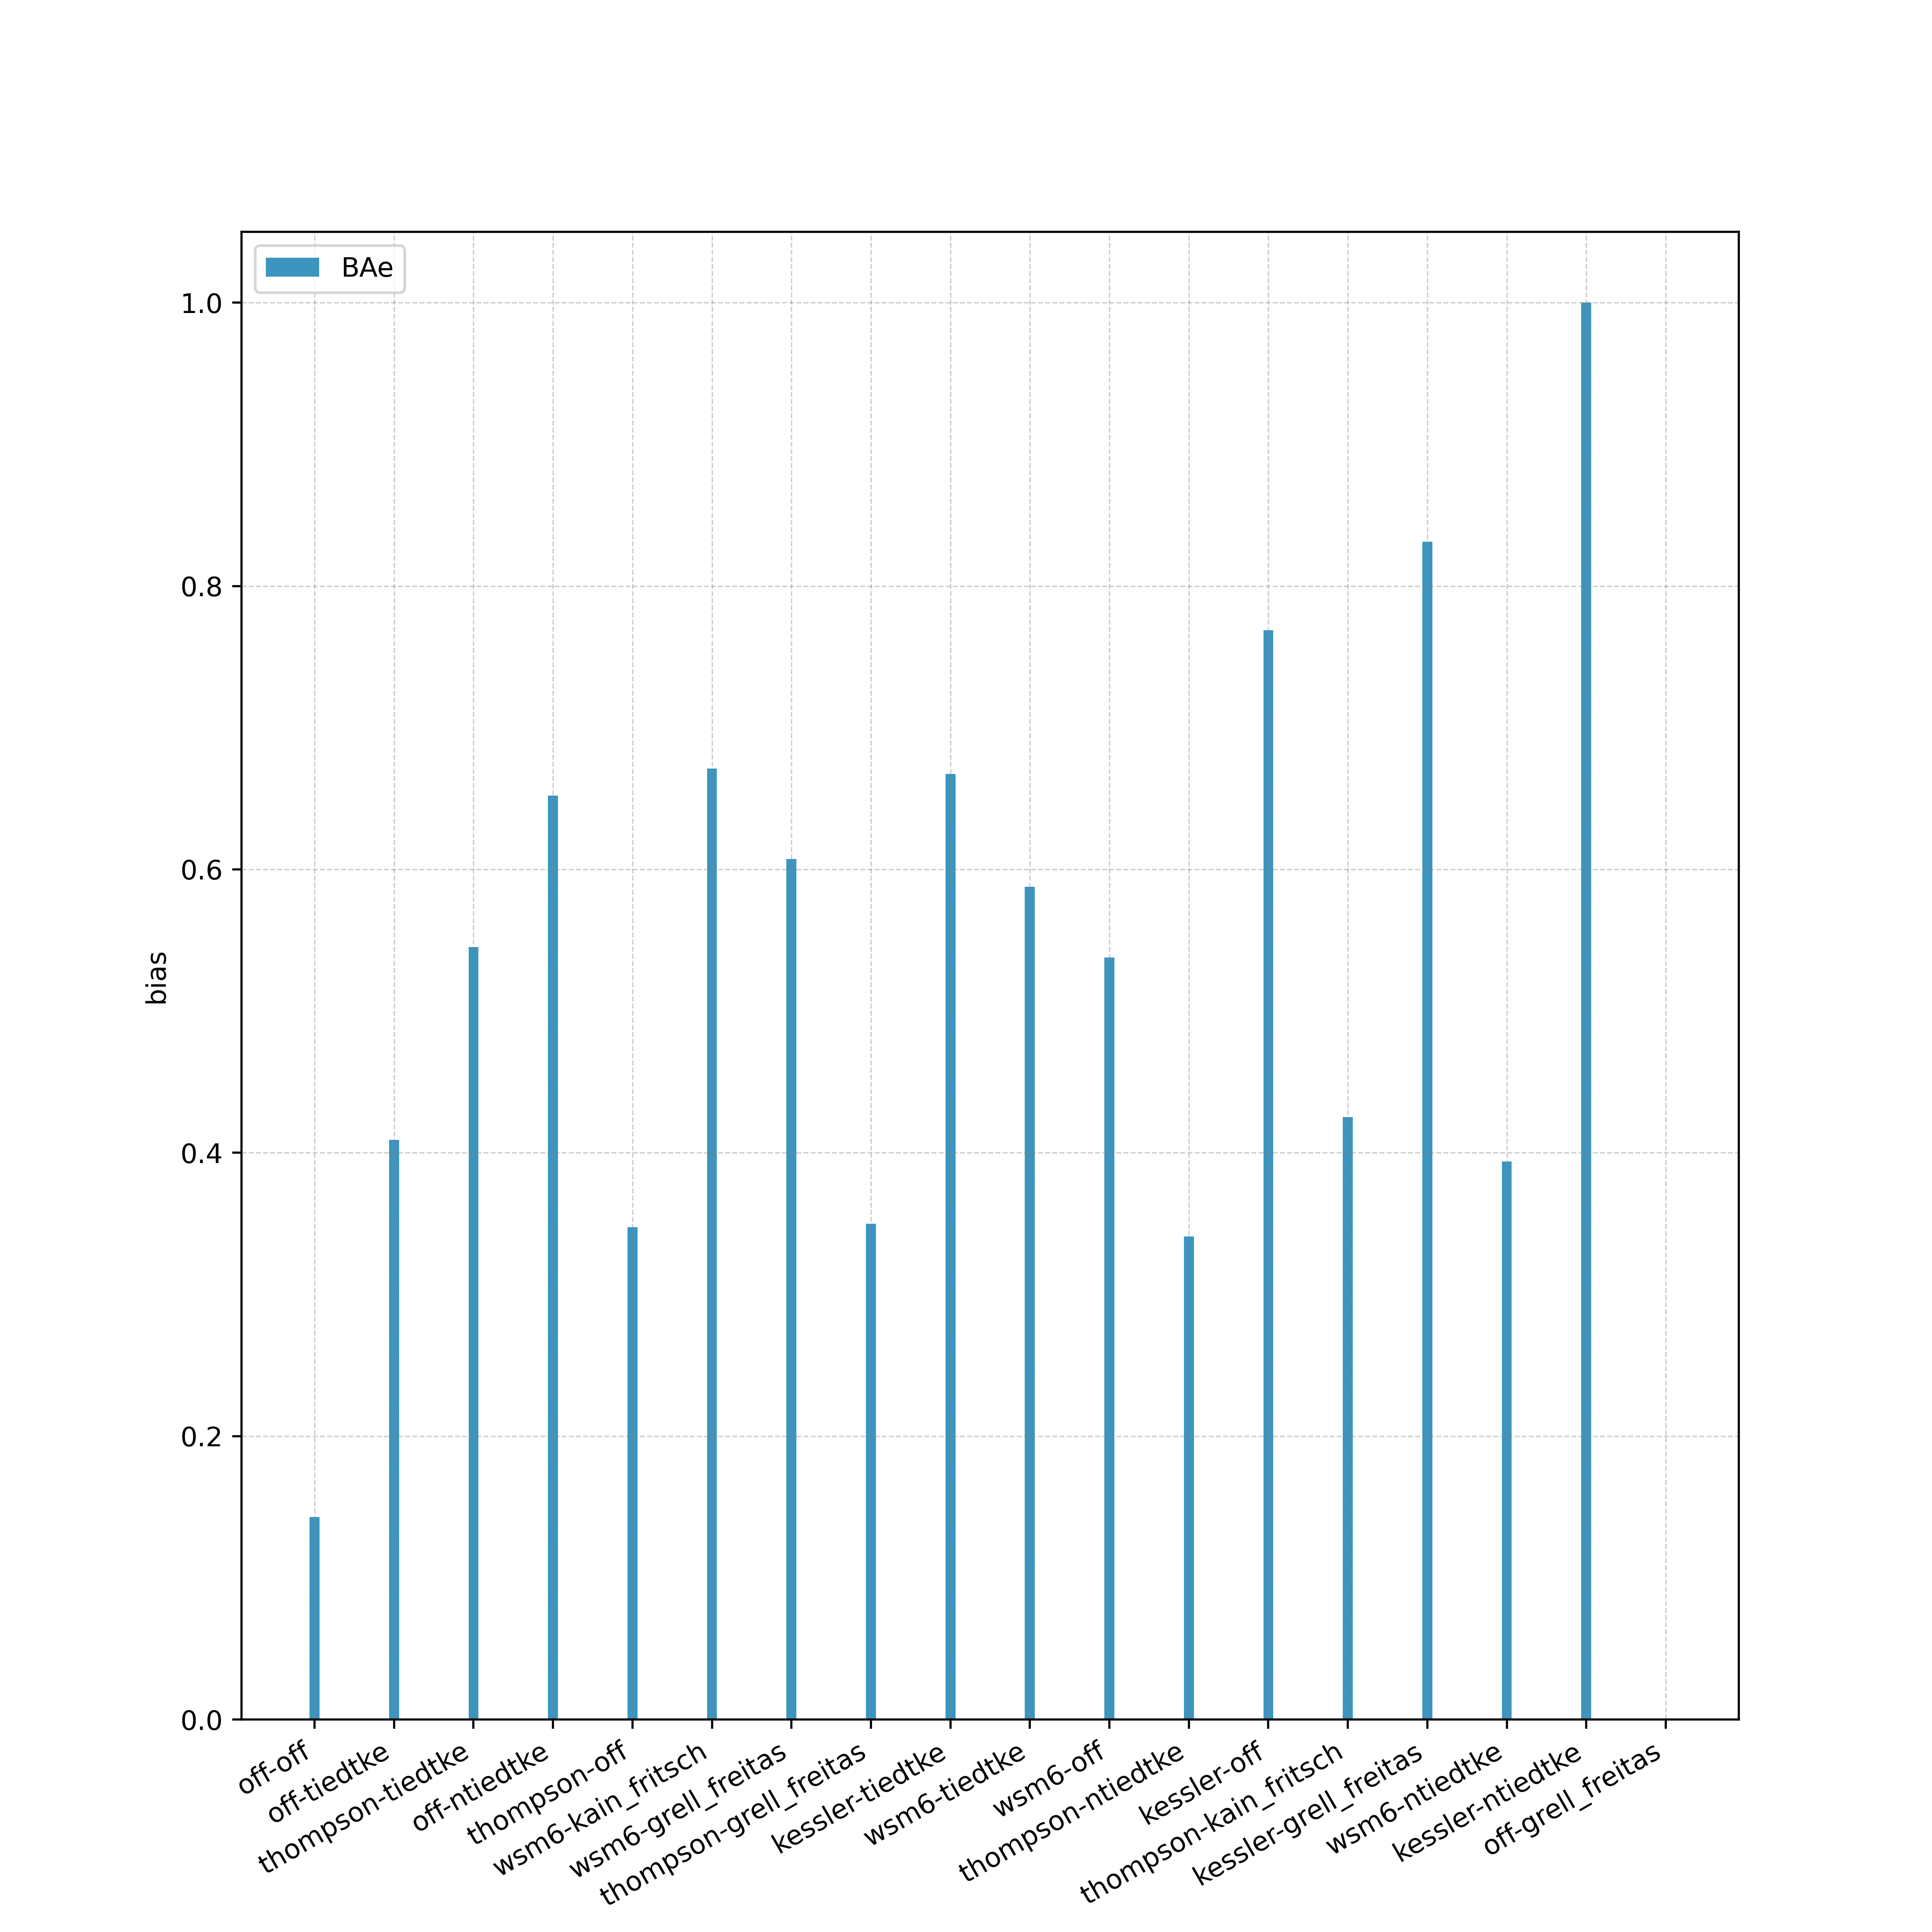 BAe
1.0
0.8
0.6
0.4
0.2
0.0
bias
off-off
off-tiedtke
thompson-tiedtke
off-ntiedtke
thompson-off
wsm6-kain_fritsch
wsm6-grell_freitas
thompson-grell_freitas
kessler-tiedtke
wsm6-tiedtke
wsm6-off
thompson-ntiedtke
kessler-off
thompson-kain_fritsch
kessler-grell_freitas
wsm6-ntiedtke
kessler-ntiedtke
off-grell_freitas